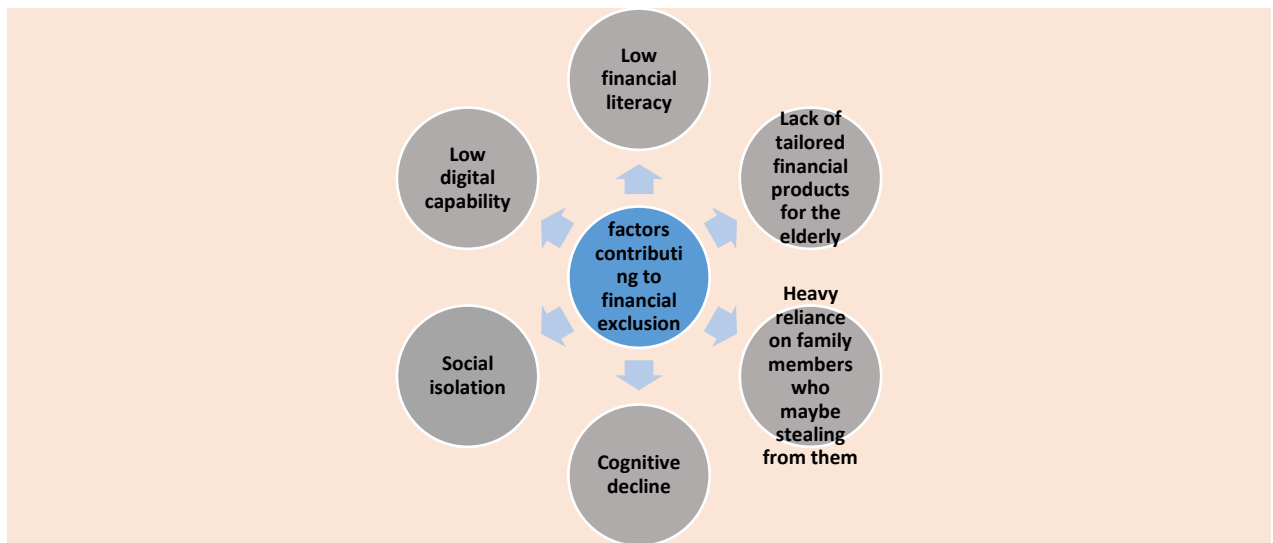 Low
financial
literacy
Lack of
tailored
financial
products
for the
elderly
Heavy
reliance
on family
members
who
maybe
stealing
from them
Cognitive
decline
Social
isolation
Low
digital
capability
factors
contributi
ng to
financial
exclusion